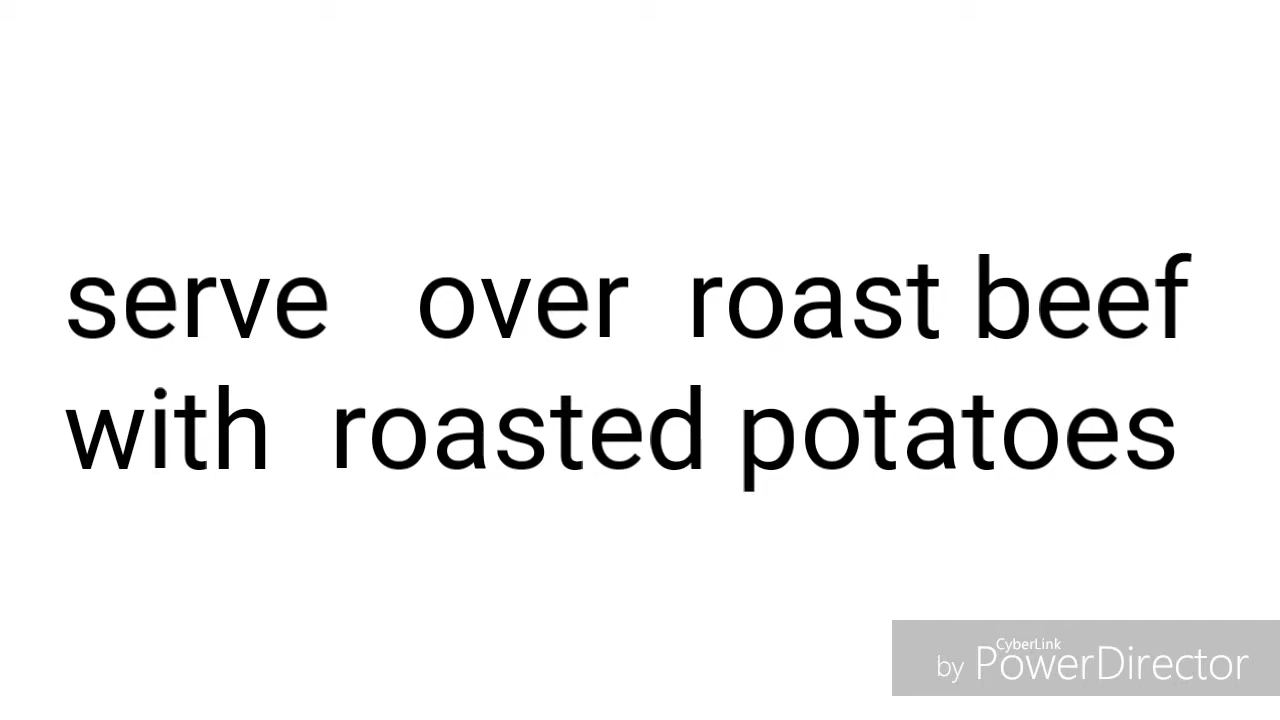 serve over roast beef
with roasted potatoes
CyberLink
by PowerDirector